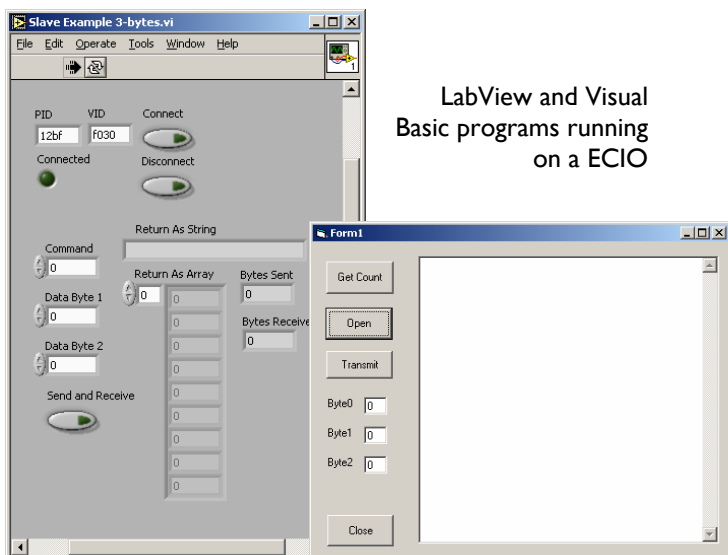 Slave Example 3-bytes.vi
File Edit Operate Tools Window Help
1
PID VID Connect
12bf f030
Connected Disconnect
Return As String
Command
0
Return As Array Bytes Sent
0 0 0
Data Byte 1
0
0
Bytes Receive
0
0
Data Byte 2
0
0
0
Send and Receive
0
0
0
0
0
LabView and Visual
Basic programs running
on a ECIO
Form1
Get Count
Open
Transmit
Byte0 0
Byte1 0
Byte2 0
Close